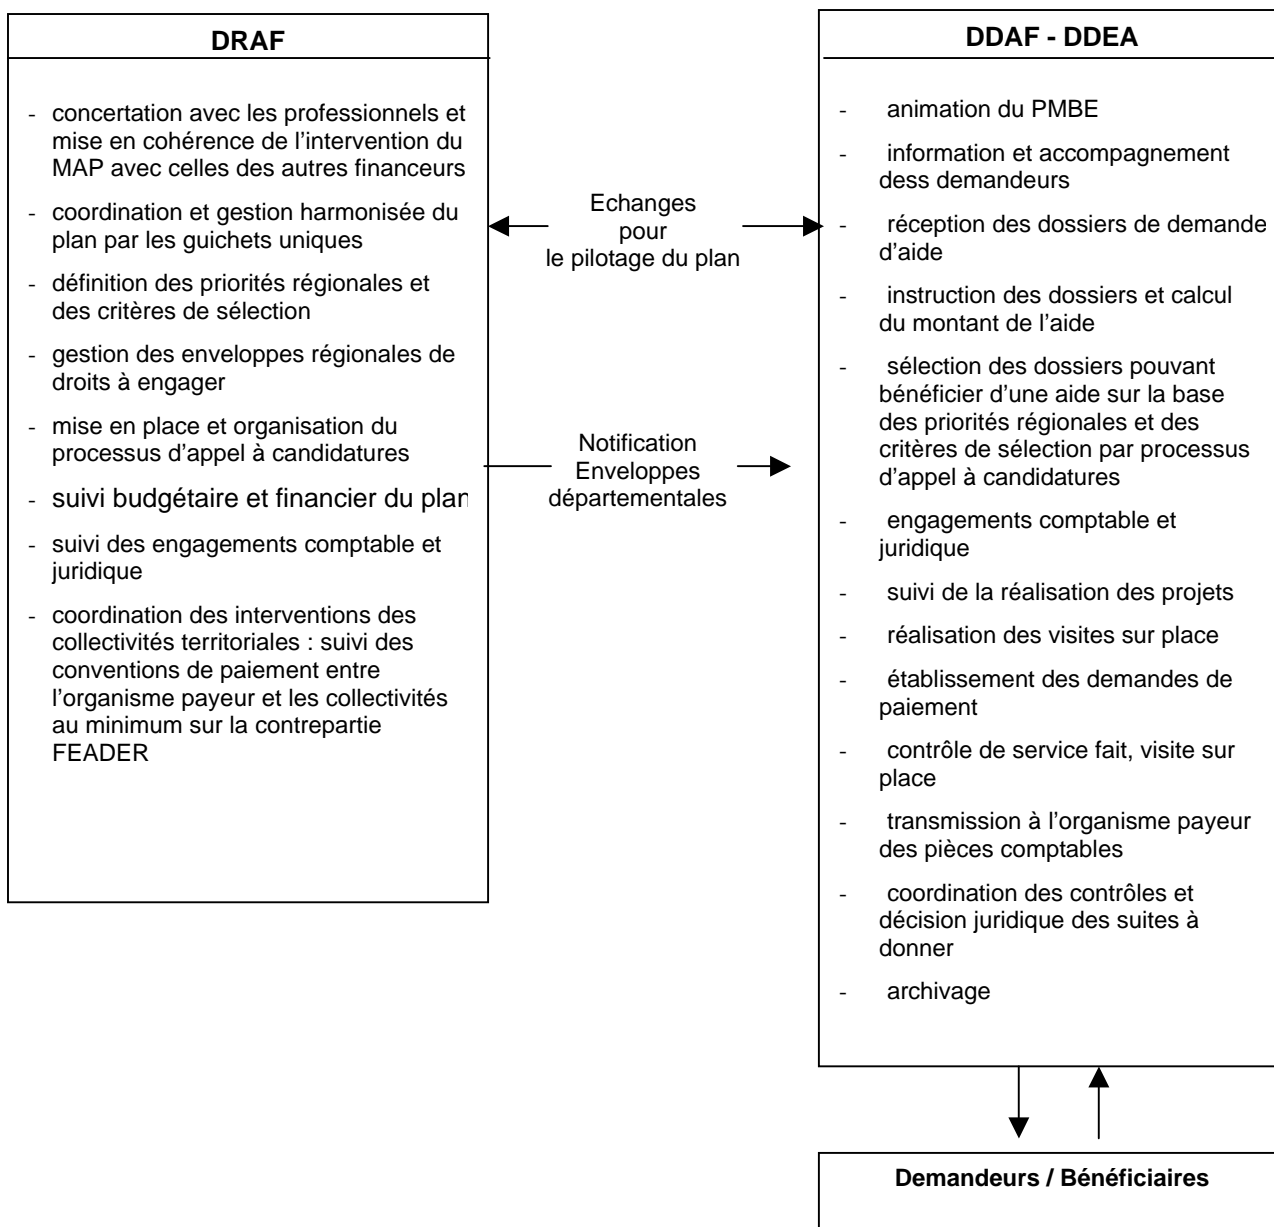 DRAF
- concertation avec les professionnels et
mise en cohérence de l'intervention du
MAP avec celles des autres financeurs
- coordination et gestion harmonisée du
plan par les guichets uniques
- définition des priorités régionales et
des critères de sélection
- gestion des enveloppes régionales de
droits à engager
- mise en place et organisation du
processus d'appel à candidatures
- suivi budgétaire et financier du plan
- suivi des engagements comptable et
juridique
- coordination des interventions des
collectivités territoriales : suivi des
conventions de paiement entre
l'organisme payeur et les collectivités
au minimum sur la contrepartie
FEADER
Echanges
pour
le pilotage du plan
Notification
Enveloppes
départementales
DDAF - DDEA
- animation du PMBE
- information et accompagnement
dess demandeurs
- réception des dossiers de demande
d'aide
- instruction des dossiers et calcul
du montant de l'aide
- sélection des dossiers pouvant
bénéficier d'une aide sur la base
des priorités régionales et des
critères de sélection par processus
d'appel à candidatures
- engagements comptable et
juridique
- suivi de la réalisation des projets
- réalisation des visites sur place
- établissement des demandes de
paiement
- contrôle de service fait, visite sur
place
- transmission à l'organisme payeur
des pièces comptables
- coordination des contrôles et
décision juridique des suites à
donner
- archivage
Demandeurs / Bénéficiaires